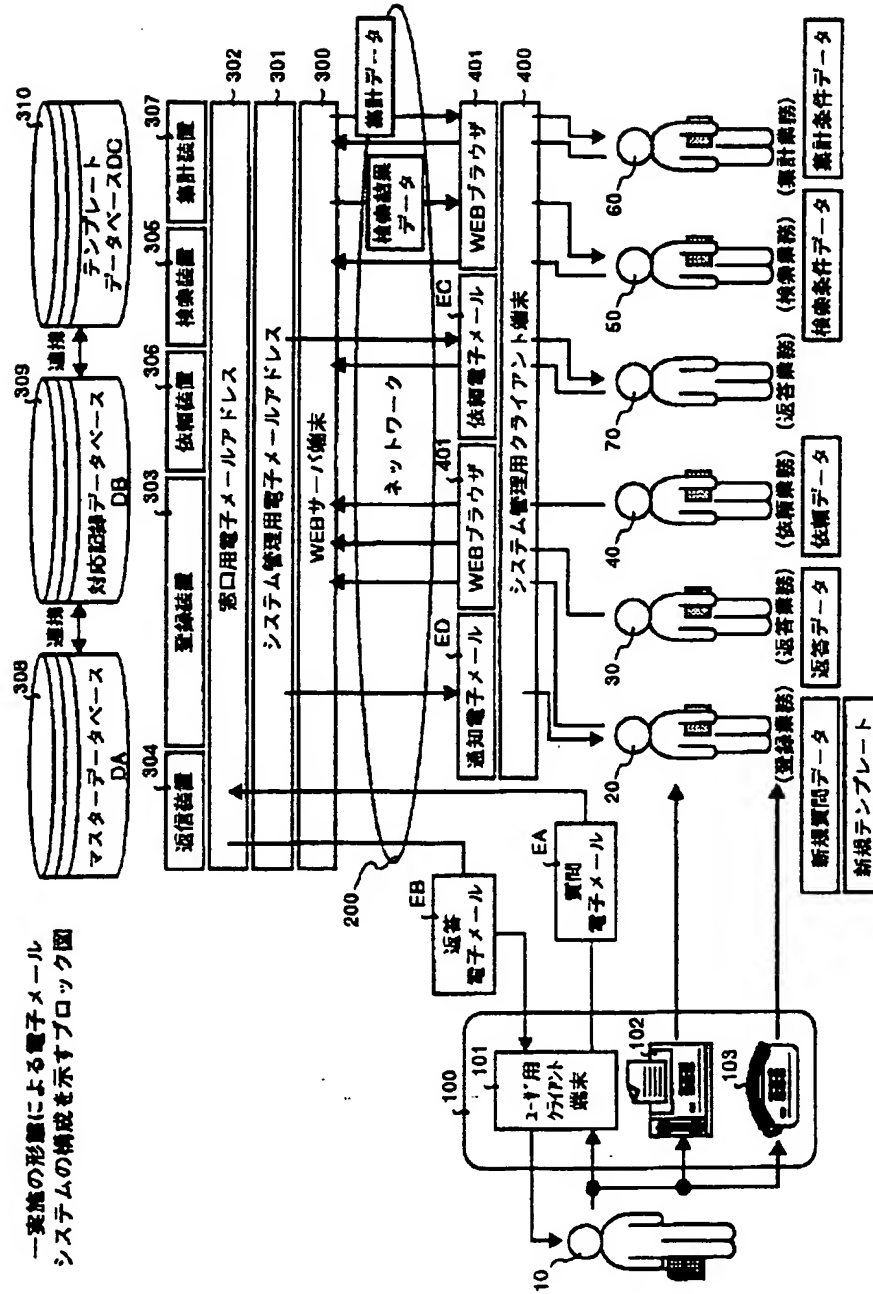 一実施の形態による電子メール
システムの構成を示すブロック図
308
マスターデータベース
DA
連携
309
対応記録データベース
DB
連携
310
テンプレート
データベースDC
304
返信装置
303
登録装置
306
依頼装置
305
検索装置
307
集計装置
窓口用電子メールアドレス
302
システム管理用電子メールアドレス
301
WEBサーバ端末
300
ネットワーク
200
検索結果
データ
集計データ
EB
返答
電子メール
EA
質問
電子メール
ED
通知電子メール
401
WEBブラウザ
EC
依頼電子メール
WEBブラウザ
401
システム管理用クライアント端末
400
100
101
ユーザ用
クライアント
端末
102
103
10
20
30
40
70
50
60
(登録業務)
(返答業務)
(依頼業務)
(返答業務)
(検索業務)
(集計業務)
新規質問データ
新規テンプレート
返答データ
依頼データ
検索条件データ
集計条件データ